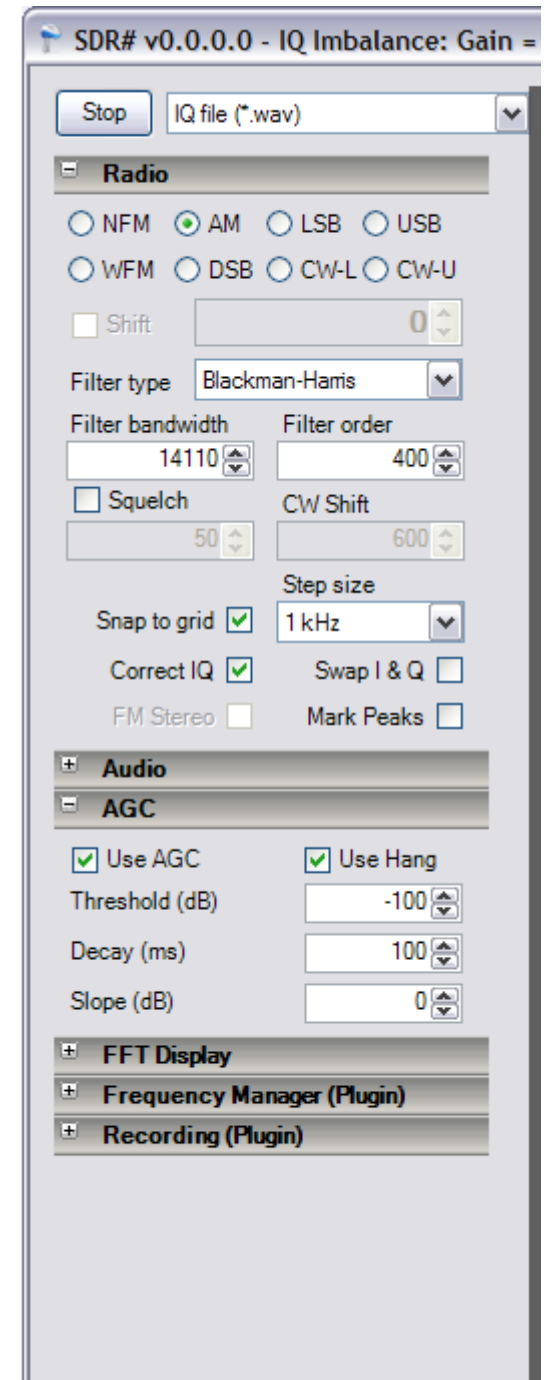 SDR# v0.0.0.0 - IQ Imbalance: Gain =
Stop IQ file (*.wav)
Radio
NFM AM LSB USB
WFM DSB CW-L CW-U
Shift 0
Filter type Blackman-Harris
Filter bandwidth Filter order
14110 400
Squelch CW Shift
50 600
Step size
Snap to grid 1 kHz
Correct IQ Swap I & Q
FM Stereo Mark Peaks
Audio
AGC
Use AGC Use Hang
Threshold (dB) -100
Decay (ms) 100
Slope (dB) 0
FFT Display
Frequency Manager (Plugin)
Recording (Plugin)